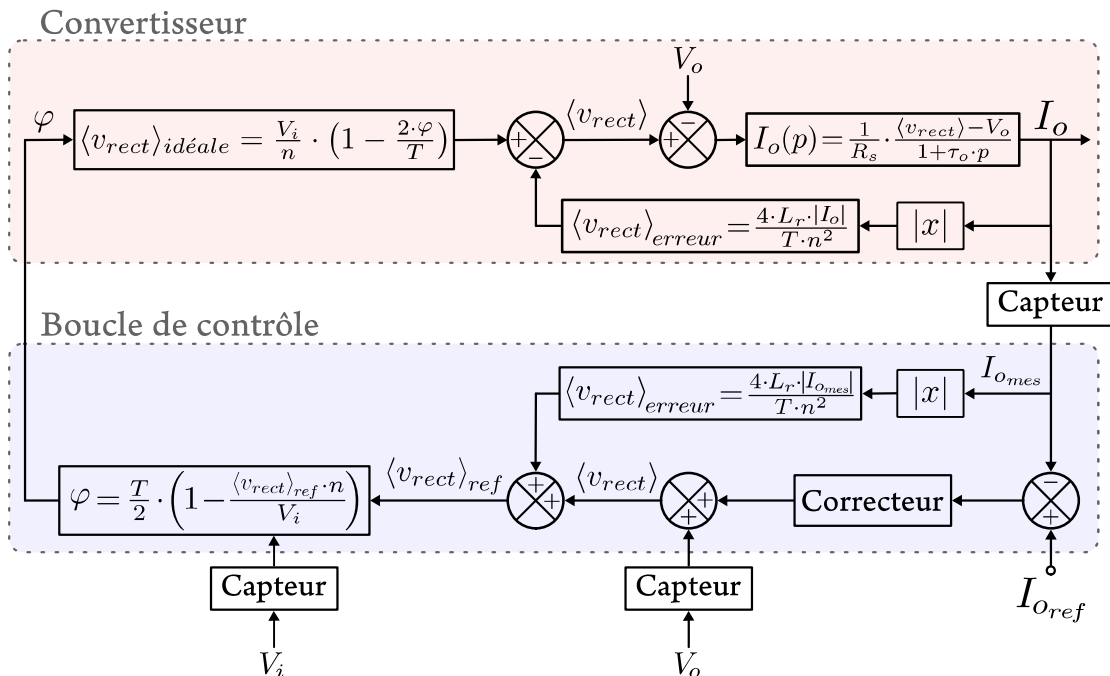 Convertisseur
V_o
φ
⟨v_rect⟩_idéale = V_i/n · (1 − 2·φ/T)
+
−
⟨v_rect⟩
+
−
I_o(p) = 1/R_s · (⟨v_rect⟩ − V_o)/(1+τ_o·p)
I_o
⟨v_rect⟩_erreur = 4·L_r·|I_o|/(T·n²)
|x|
Capteur
Boucle de contrôle
⟨v_rect⟩_erreur = 4·L_r·|I_o_mes|/(T·n²)
|x|
I_o_mes
φ = T/2 · (1 − ⟨v_rect⟩_ref·n/V_i)
⟨v_rect⟩_ref
+
+
⟨v_rect⟩
+
+
Correcteur
−
+
Capteur
Capteur
I_o_ref
V_i
V_o